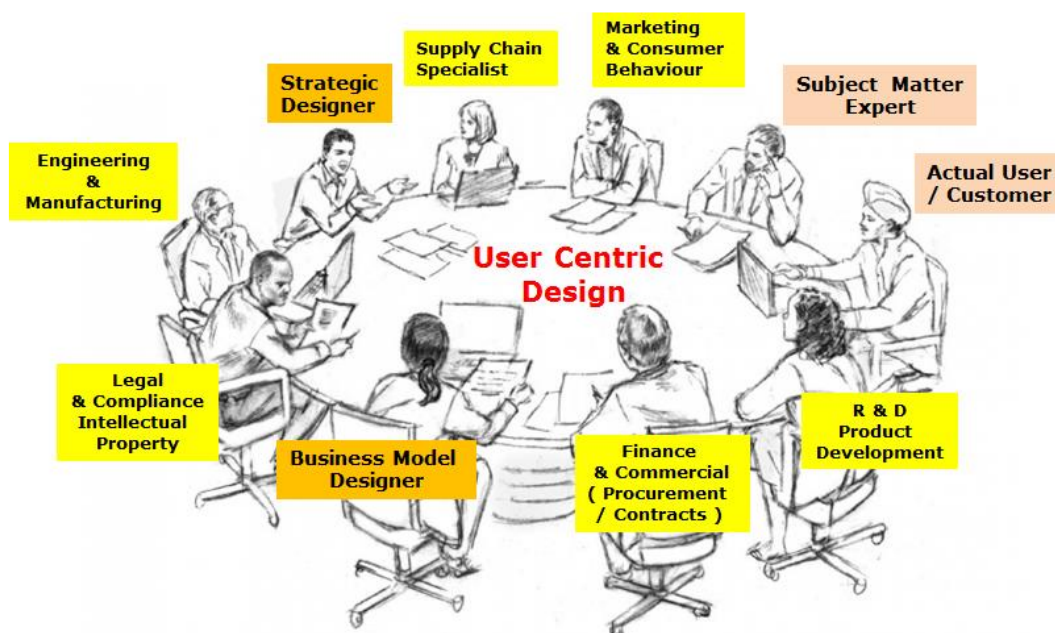 Supply Chain
Specialist
Marketing
& Consumer
Behaviour
Strategic
Designer
Subject Matter
Expert
Engineering
&
Manufacturing
Actual User
/ Customer
User Centric
Design
Legal
& Compliance
Intellectual
Property
Business Model
Designer
Finance
& Commercial
( Procurement
/ Contracts )
R & D
Product
Development